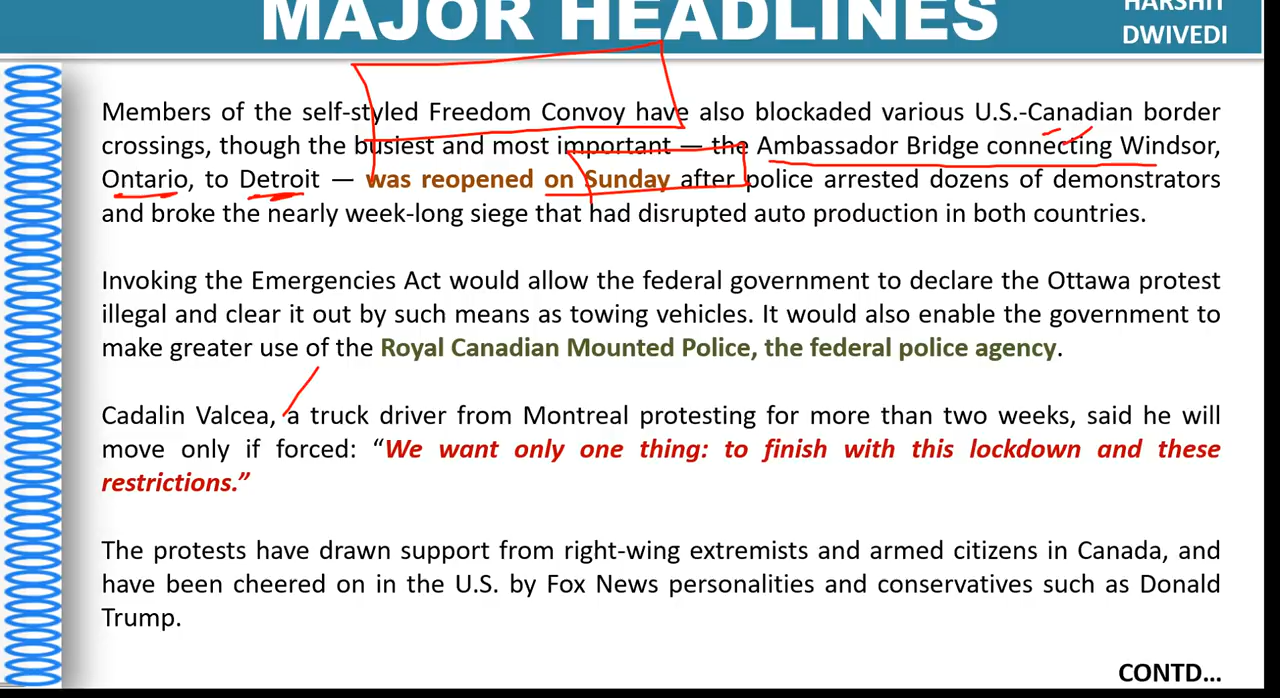 MAJOR HEADLINES
HARSHIT
DWIVEDI
Members of the self-styled Freedom Convoy have also blockaded various U.S.-Canadian border
crossings, though the busiest and most important — the Ambassador Bridge connecting Windsor,
Ontario, to Detroit — was reopened on Sunday after police arrested dozens of demonstrators
and broke the nearly week-long siege that had disrupted auto production in both countries.
Invoking the Emergencies Act would allow the federal government to declare the Ottawa protest
illegal and clear it out by such means as towing vehicles. It would also enable the government to
make greater use of the Royal Canadian Mounted Police, the federal police agency.
Cadalin Valcea, a truck driver from Montreal protesting for more than two weeks, said he will
move only if forced: “We want only one thing: to finish with this lockdown and these
restrictions.”
The protests have drawn support from right-wing extremists and armed citizens in Canada, and
have been cheered on in the U.S. by Fox News personalities and conservatives such as Donald
Trump.
CONTD...